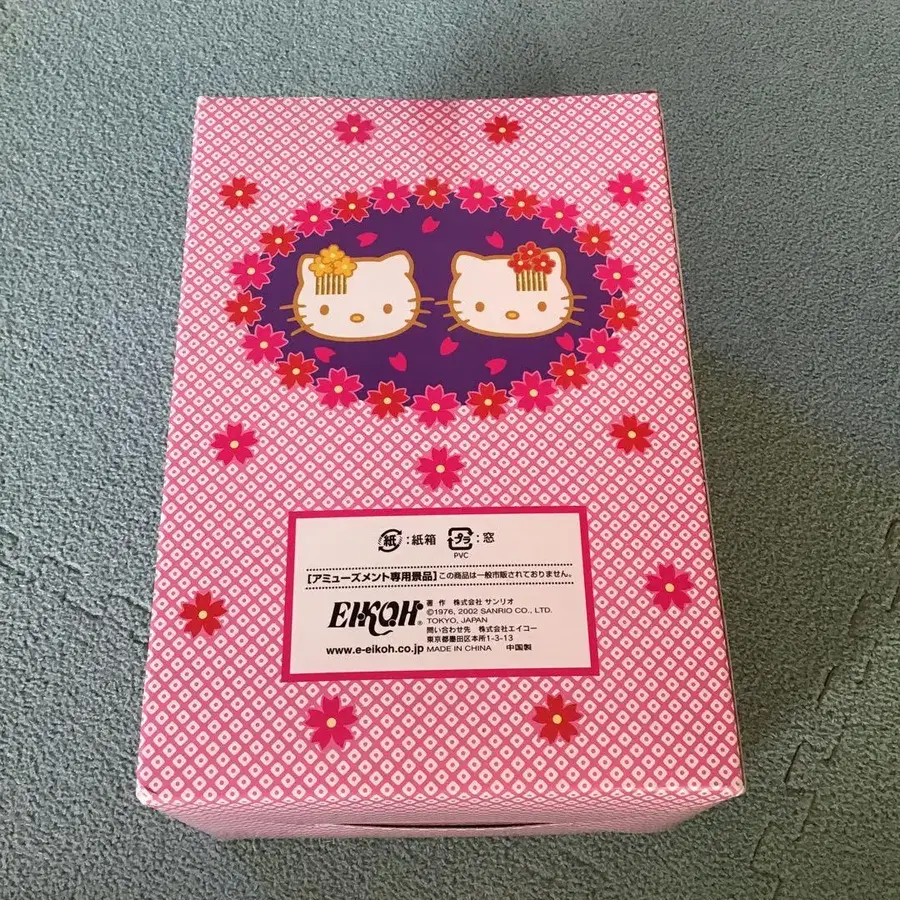 紙 :紙箱 プラ :窓
PVC
[アミューズメント専用景品] この商品は一般市販されておりません。
EIKOH®
著 作 株式会社 サンリオ
©1976, 2002 SANRIO CO., LTD.
TOKYO, JAPAN
問い合わせ先 株式会社エイコー
東京都墨田区本所1-3-13
www.e-eikoh.co.jp MADE IN CHINA 中国製